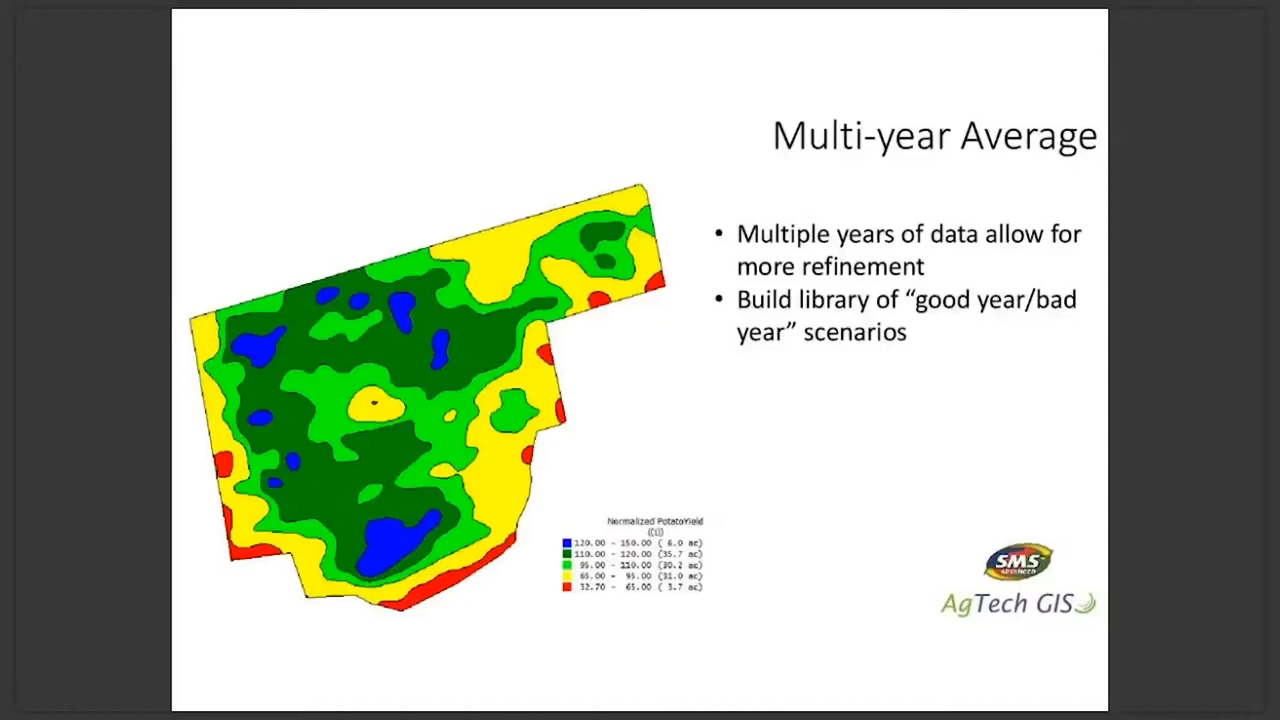 Multi-year Average
• Multiple years of data allow for
more refinement
• Build library of “good year/bad
year” scenarios
Normalized PotatoYield
((1))
120.00 - 150.00 ( 6.0 ac)
110.00 - 120.00 (35.7 ac)
95.00 - 110.00 (30.2 ac)
65.00 - 95.00 (31.0 ac)
32.70 - 65.00 ( 3.7 ac)
SMS
ADVANCED
AgTech GIS